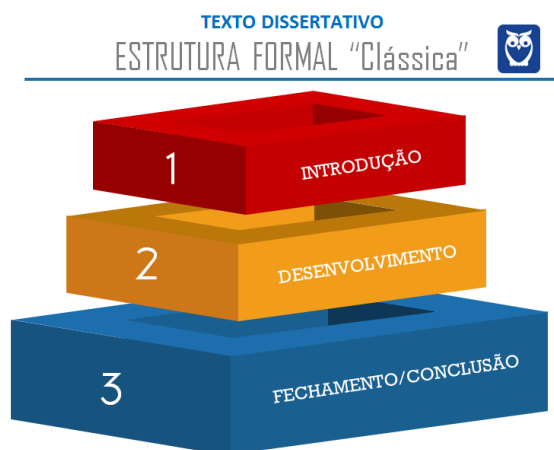 TEXTO DISSERTATIVO
ESTRUTURA FORMAL “Clássica”
1
INTRODUÇÃO
2
DESENVOLVIMENTO
3
FECHAMENTO/CONCLUSÃO